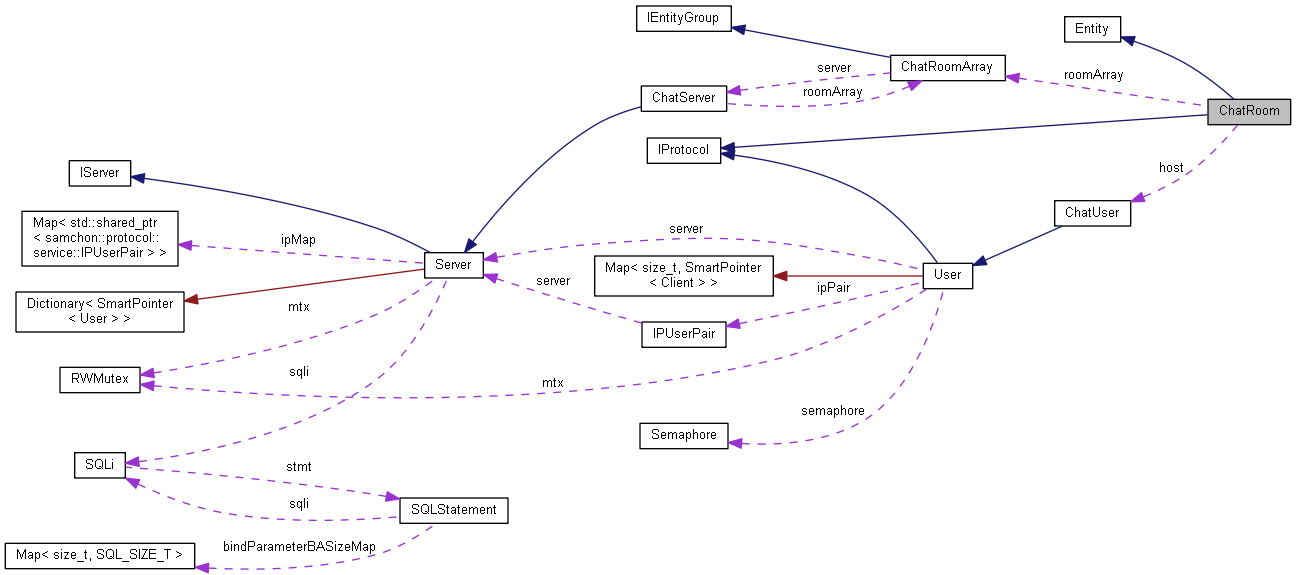 IEntityGroup
Entity
ChatRoomArray
server
roomArray
roomArray
ChatServer
ChatRoom
IProtocol
IServer
host
Map< std::shared_ptr
< samchon::protocol::
service::IPUserPair > >
ChatUser
ipMap
server
Server
Map< size_t, SmartPointer
< Client > >
User
server
ipPair
Dictionary< SmartPointer
< User > >
mtx
IPUserPair
RWMutex
sqli
mtx
semaphore
Semaphore
SQLi
stmt
sqli
SQLStatement
bindParameterBASizeMap
Map< size_t, SQL_SIZE_T >